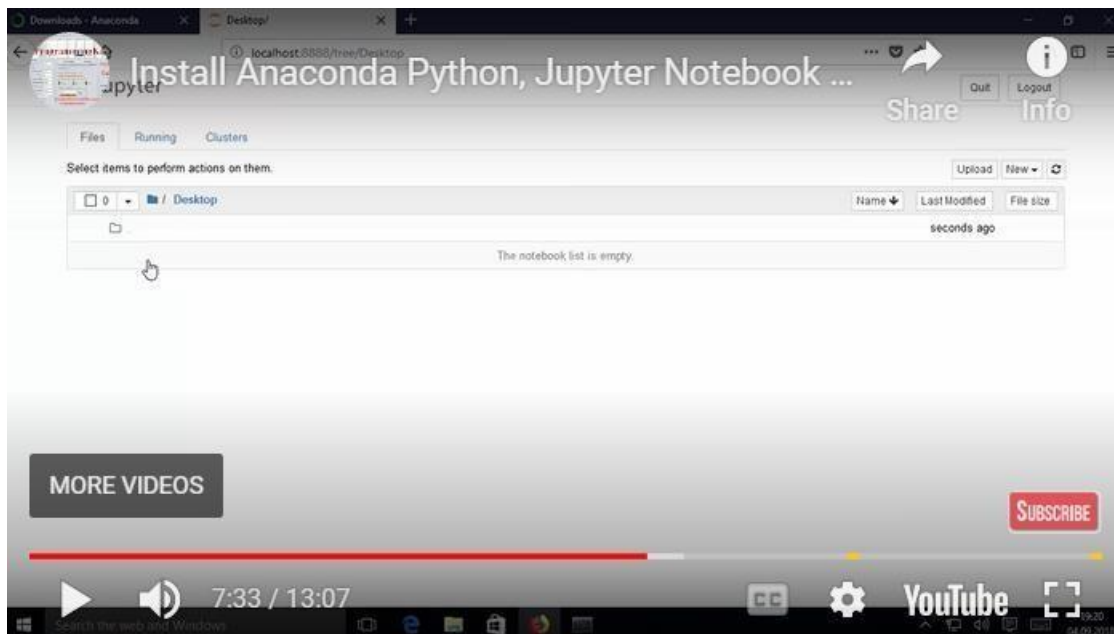 Downloads - Anaconda
Desktop/
localhost:8888/tree/Desktop
Install Anaconda Python, Jupyter Notebook ...
Share
Info
Quit
Logout
Files
Running
Clusters
Select items to perform actions on them.
Upload
New
0
/ Desktop
Name
Last Modified
File size
seconds ago
The notebook list is empty.
MORE VIDEOS
SUBSCRIBE
7:33 / 13:07
CC
YouTube
Search the web and Windows
19:20